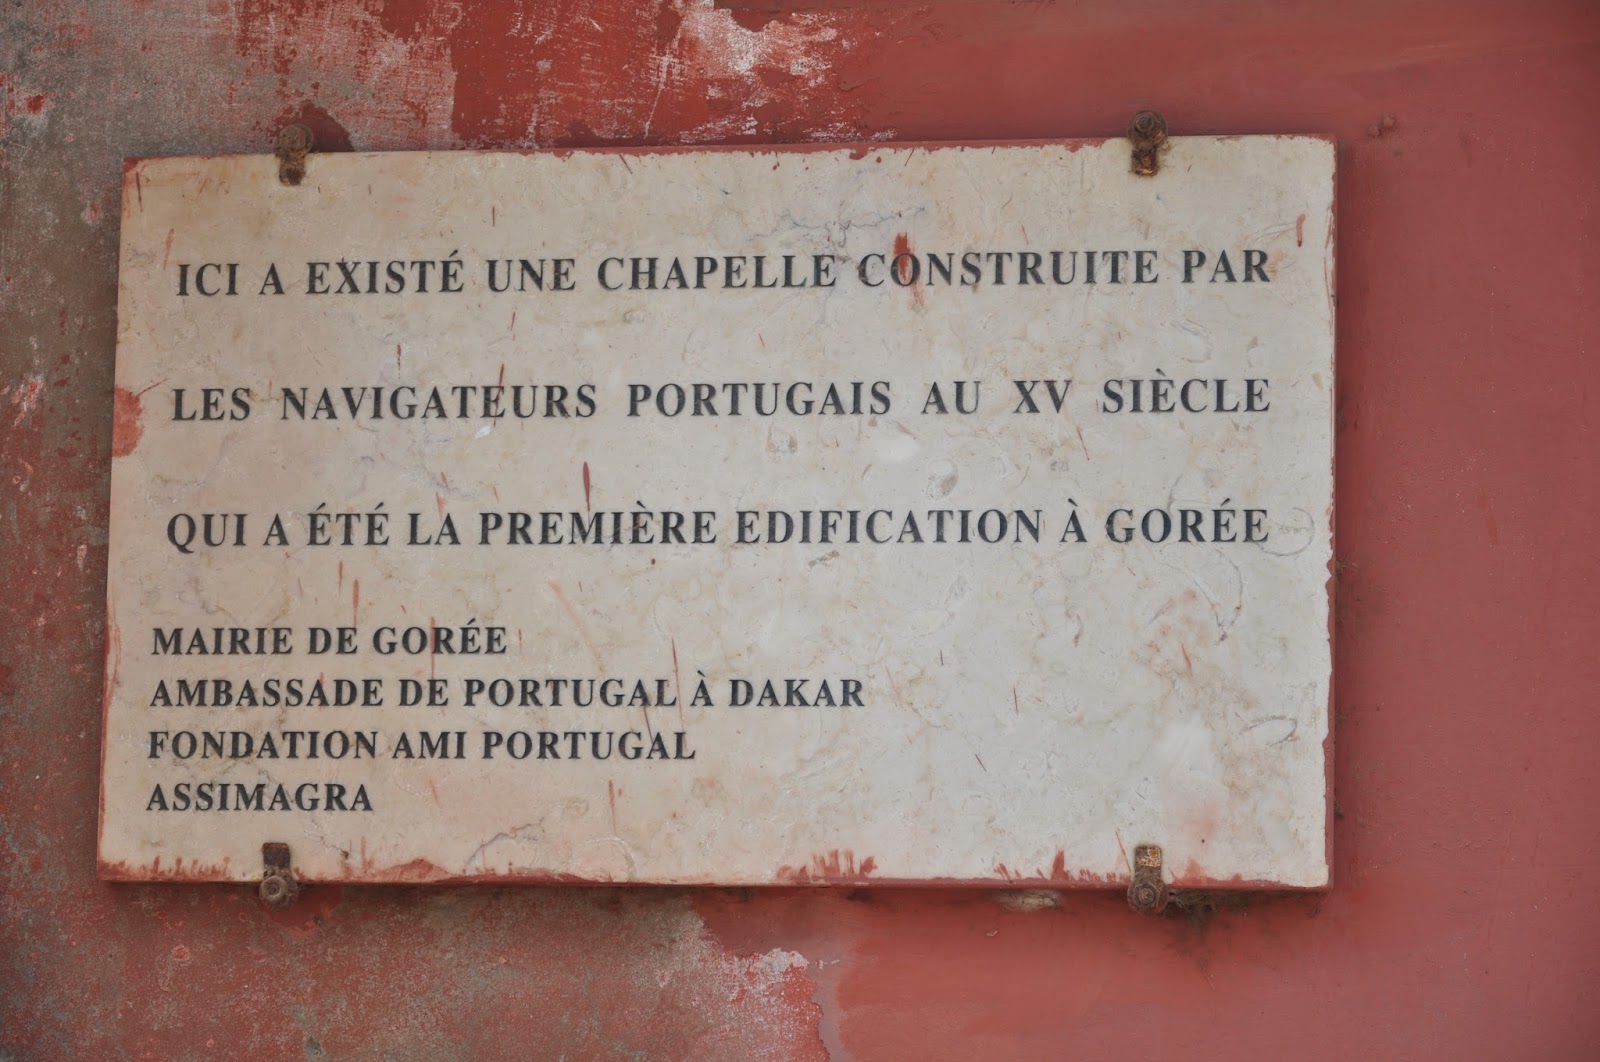 ICI A EXISTÉ UNE CHAPELLE CONSTRUITE PAR
LES NAVIGATEURS PORTUGAIS AU XV SIÈCLE
QUI A ÉTÉ LA PREMIÈRE EDIFICATION À GORÉE
MAIRIE DE GORÉE
AMBASSADE DE PORTUGAL À DAKAR
FONDATION AMI PORTUGAL
ASSIMAGRA